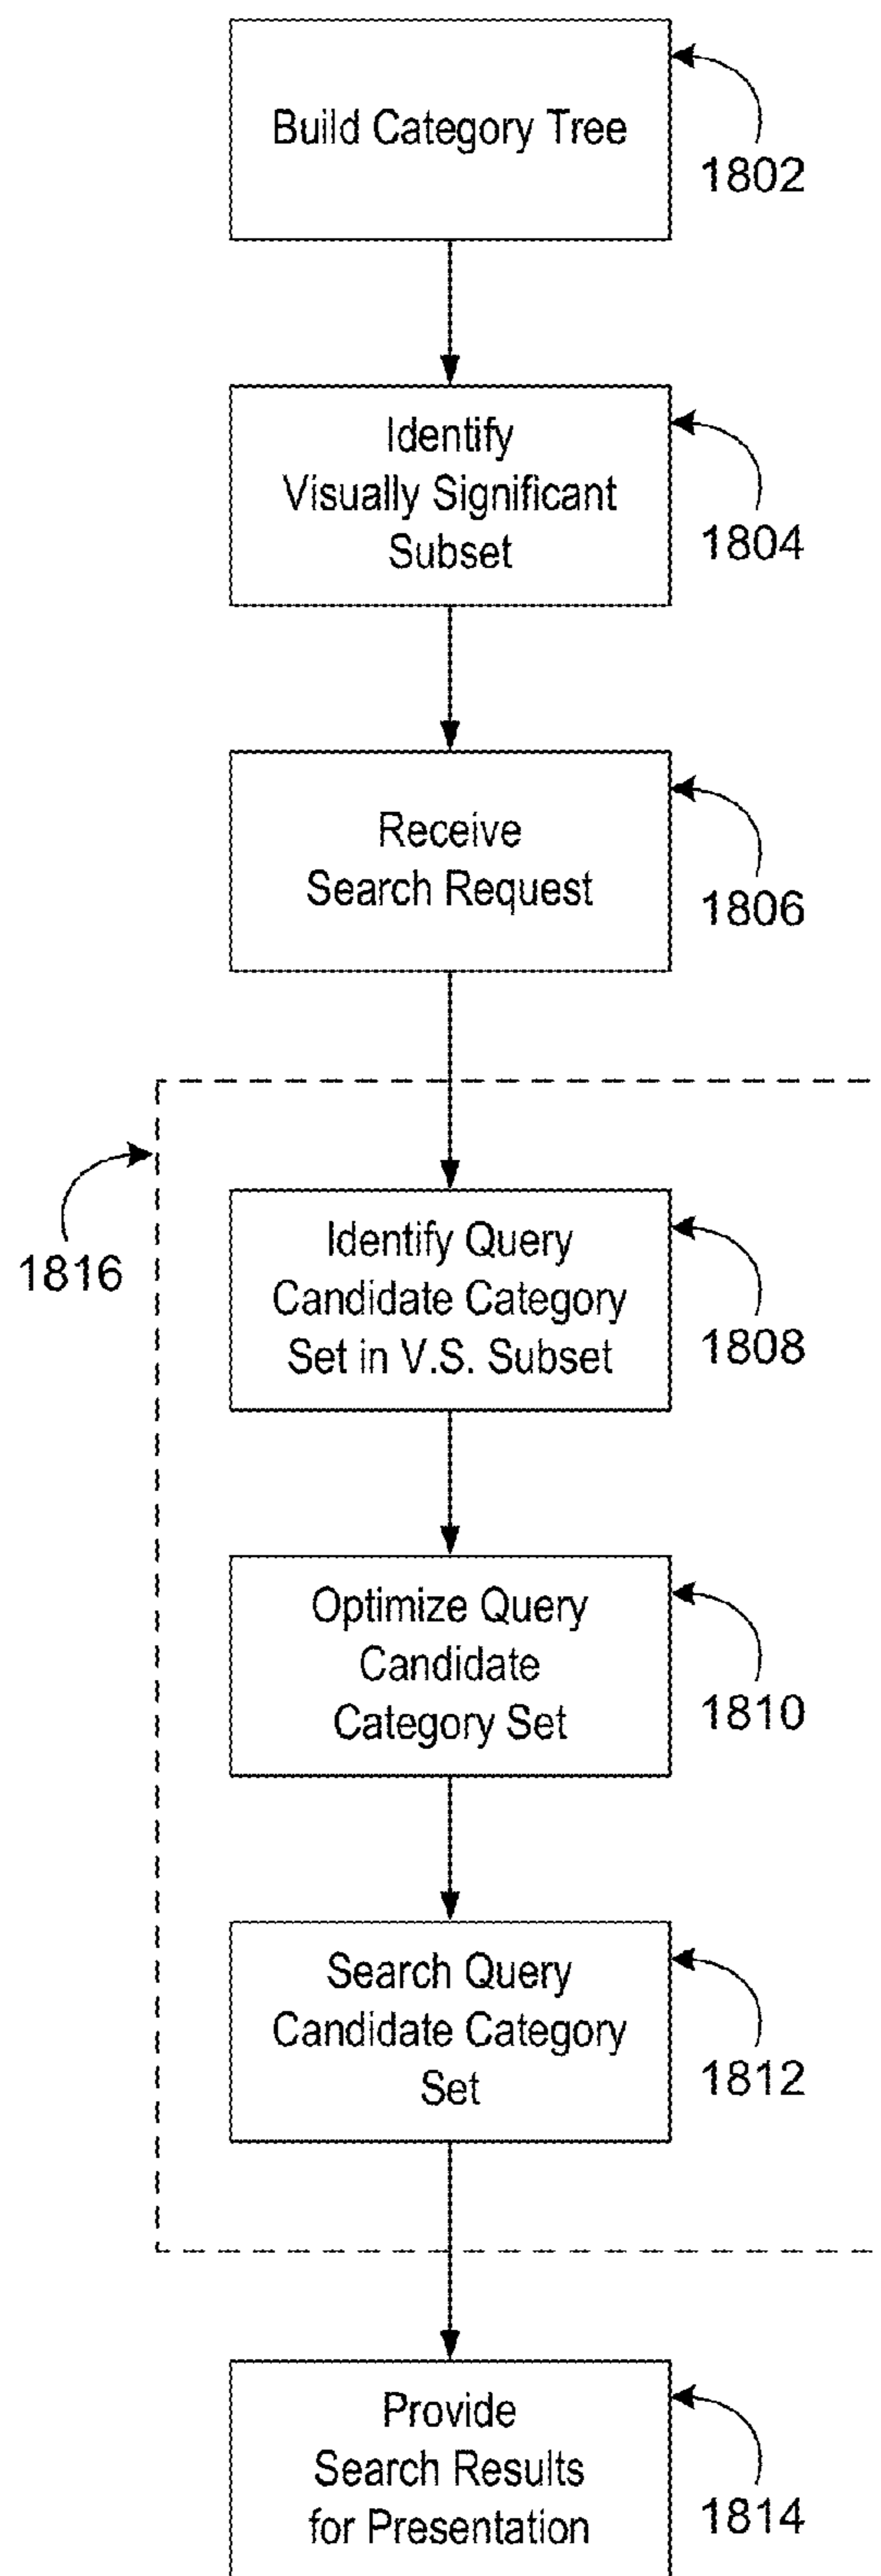 Build Category Tree
1802
Identify
Visually Significant
Subset
1804
Receive
Search Request
1806
1816
Identify Query
Candidate Category
Set in V.S. Subset
1808
Optimize Query
Candidate
Category Set
1810
Search Query
Candidate Category
Set
1812
Provide
Search Results
for Presentation
1814